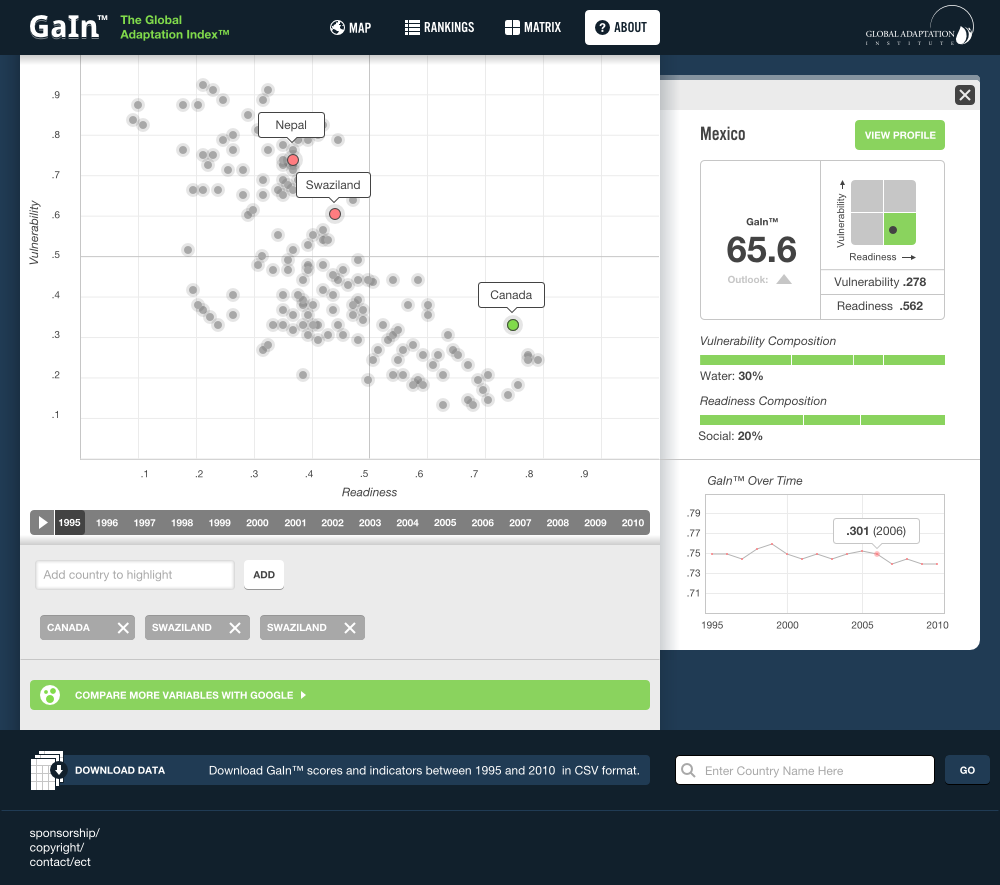 GaIn™
The Global
Adaptation Index™
MAP
RANKINGS
MATRIX
? ABOUT
GLOBAL ADAPTATION
INSTITUTE
.9
.8
.7
.6
.5
.4
.3
.2
.1
Vulnerability
Nepal
Swaziland
Canada
.1 .2 .3 .4 .5 .6 .7 .8 .9
Readiness
1995 1996 1997 1998 1999 2000 2001 2002 2003 2004 2005 2006 2007 2008 2009 2010
Add country to highlight
ADD
CANADA
SWAZILAND
SWAZILAND
COMPARE MORE VARIABLES WITH GOOGLE
Mexico
VIEW PROFILE
GaIn™
65.6
Outlook:
Vulnerability
Readiness
Vulnerability .278
Readiness .562
Vulnerability Composition
Water: 30%
Readiness Composition
Social: 20%
GaIn™ Over Time
.79
.77
.75
.73
.71
.301 (2006)
1995 2000 2005 2010
DOWNLOAD DATA
Download GaIn™ scores and indicators between 1995 and 2010 in CSV format.
Enter Country Name Here
GO
sponsorship/
copyright/
contact/ect